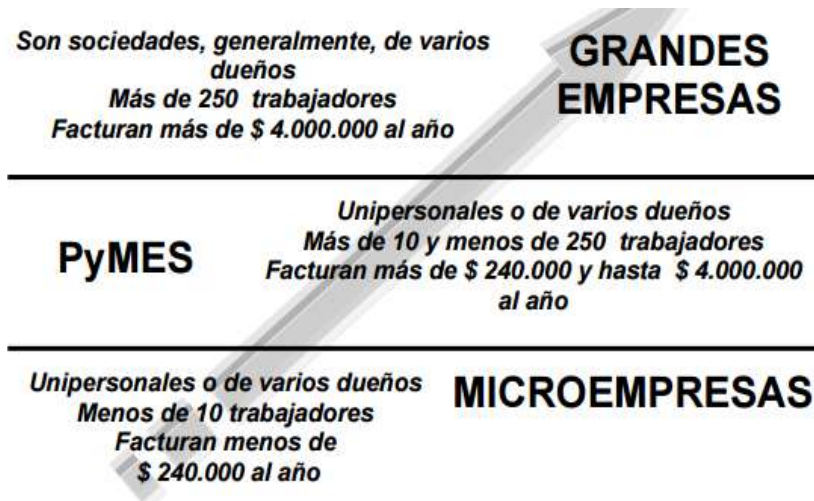 Son sociedades, generalmente, de varios
dueños
Más de 250 trabajadores
Facturan más de $ 4.000.000 al año
GRANDES
EMPRESAS
PyMES
Unipersonales o de varios dueños
Más de 10 y menos de 250 trabajadores
Facturan más de $ 240.000 y hasta $ 4.000.000
al año
Unipersonales o de varios dueños
Menos de 10 trabajadores
Facturan menos de
$ 240.000 al año
MICROEMPRESAS